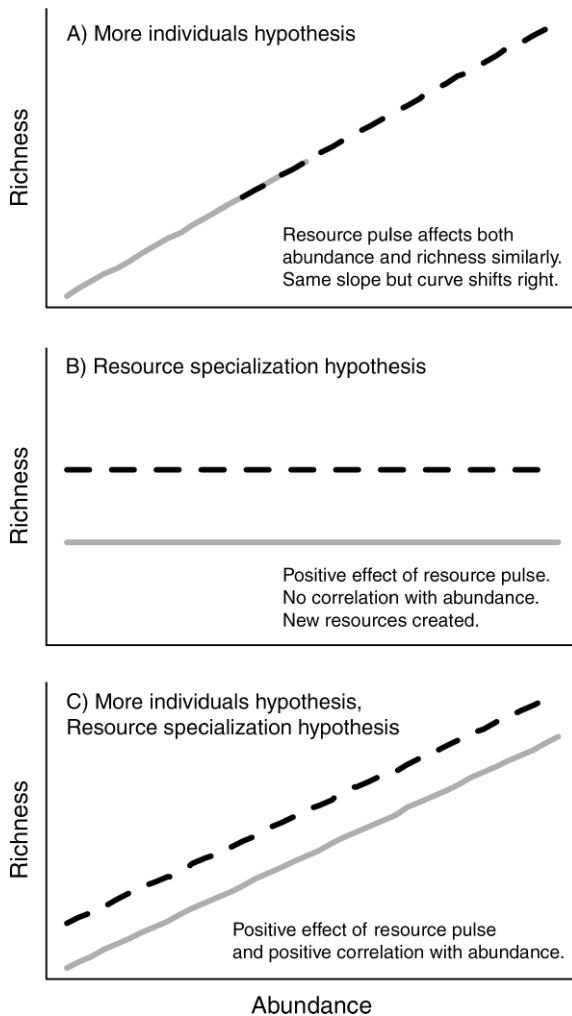 A) More individuals hypothesis
Richness
Resource pulse affects both
abundance and richness similarly.
Same slope but curve shifts right.
B) Resource specialization hypothesis
Richness
Positive effect of resource pulse.
No correlation with abundance.
New resources created.
C) More individuals hypothesis,
Resource specialization hypothesis
Richness
Positive effect of resource pulse
and positive correlation with abundance.
Abundance